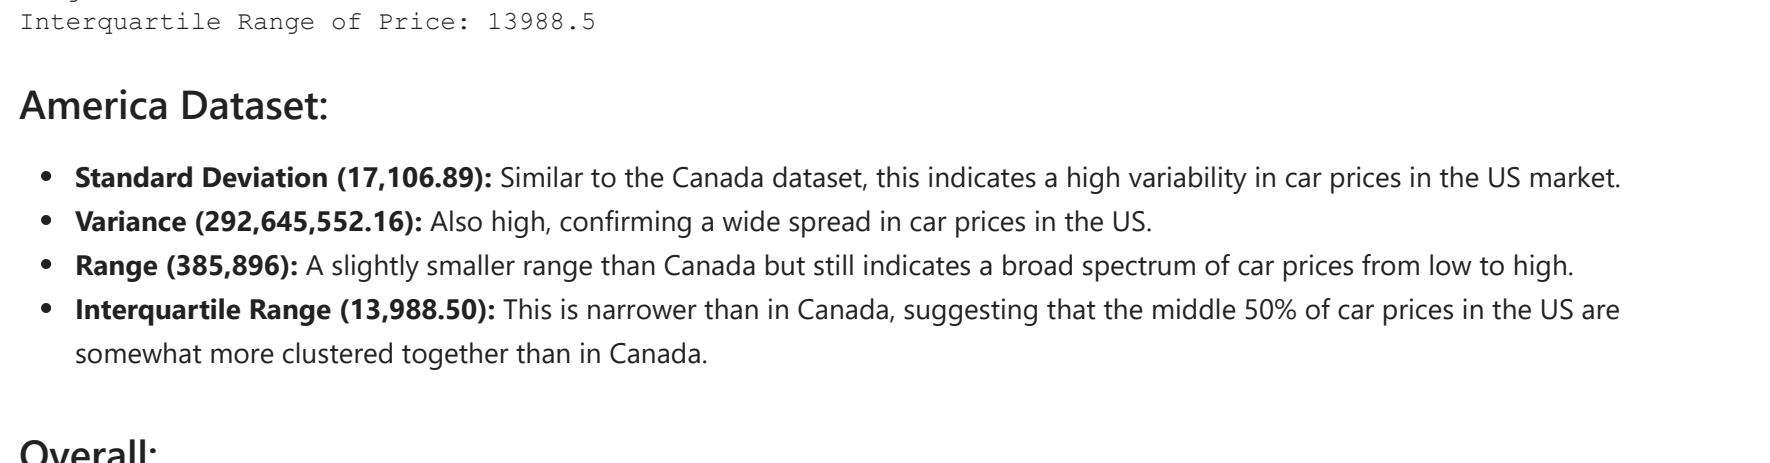 Interquartile Range of Price: 13988.5
America Dataset:
• Standard Deviation (17,106.89): Similar to the Canada dataset, this indicates a high variability in car prices in the US market.
• Variance (292,645,552.16): Also high, confirming a wide spread in car prices in the US.
• Range (385,896): A slightly smaller range than Canada but still indicates a broad spectrum of car prices from low to high.
• Interquartile Range (13,988.50): This is narrower than in Canada, suggesting that the middle 50% of car prices in the US are
somewhat more clustered together than in Canada.
Overall: